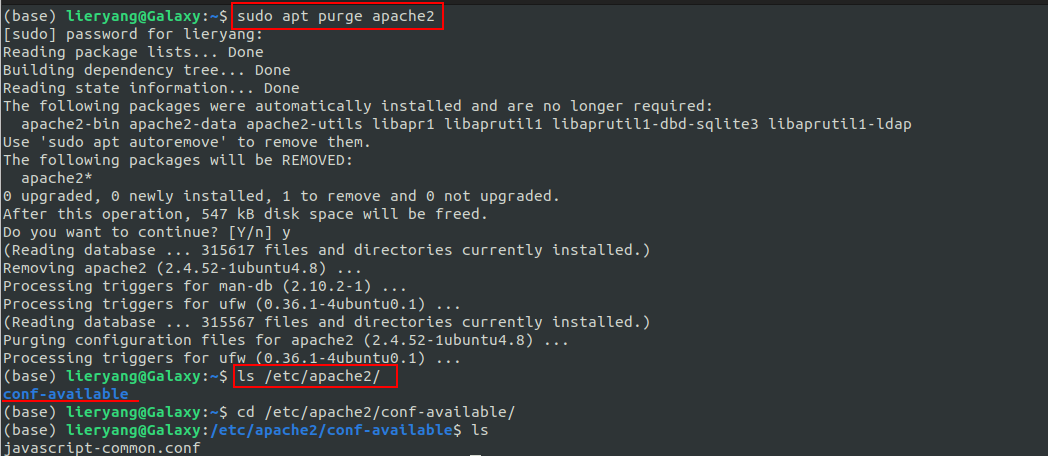 (base) lieryang@Galaxy:~$ sudo apt purge apache2
[sudo] password for lieryang:
Reading package lists... Done
Building dependency tree... Done
Reading state information... Done
The following packages were automatically installed and are no longer required:
  apache2-bin apache2-data apache2-utils libapr1 libaprutil1 libaprutil1-dbd-sqlite3 libaprutil1-ldap
Use 'sudo apt autoremove' to remove them.
The following packages will be REMOVED:
  apache2*
0 upgraded, 0 newly installed, 1 to remove and 0 not upgraded.
After this operation, 547 kB disk space will be freed.
Do you want to continue? [Y/n] y
(Reading database ... 315617 files and directories currently installed.)
Removing apache2 (2.4.52-1ubuntu4.8) ...
Processing triggers for man-db (2.10.2-1) ...
Processing triggers for ufw (0.36.1-4ubuntu0.1) ...
(Reading database ... 315567 files and directories currently installed.)
Purging configuration files for apache2 (2.4.52-1ubuntu4.8) ...
Processing triggers for ufw (0.36.1-4ubuntu0.1) ...
(base) lieryang@Galaxy:~$ ls /etc/apache2/
conf-available
(base) lieryang@Galaxy:~$ cd /etc/apache2/conf-available/
(base) lieryang@Galaxy:/etc/apache2/conf-available$ ls
javascript-common.conf